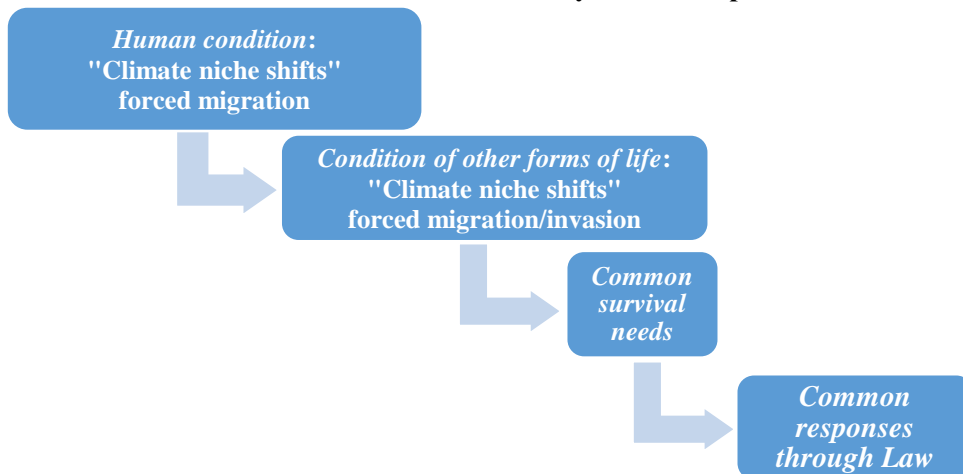 Human condition:
"Climate niche shifts"
forced migration
Condition of other forms of life:
"Climate niche shifts"
forced migration/invasion
Common
survival
needs
Common
responses
through Law